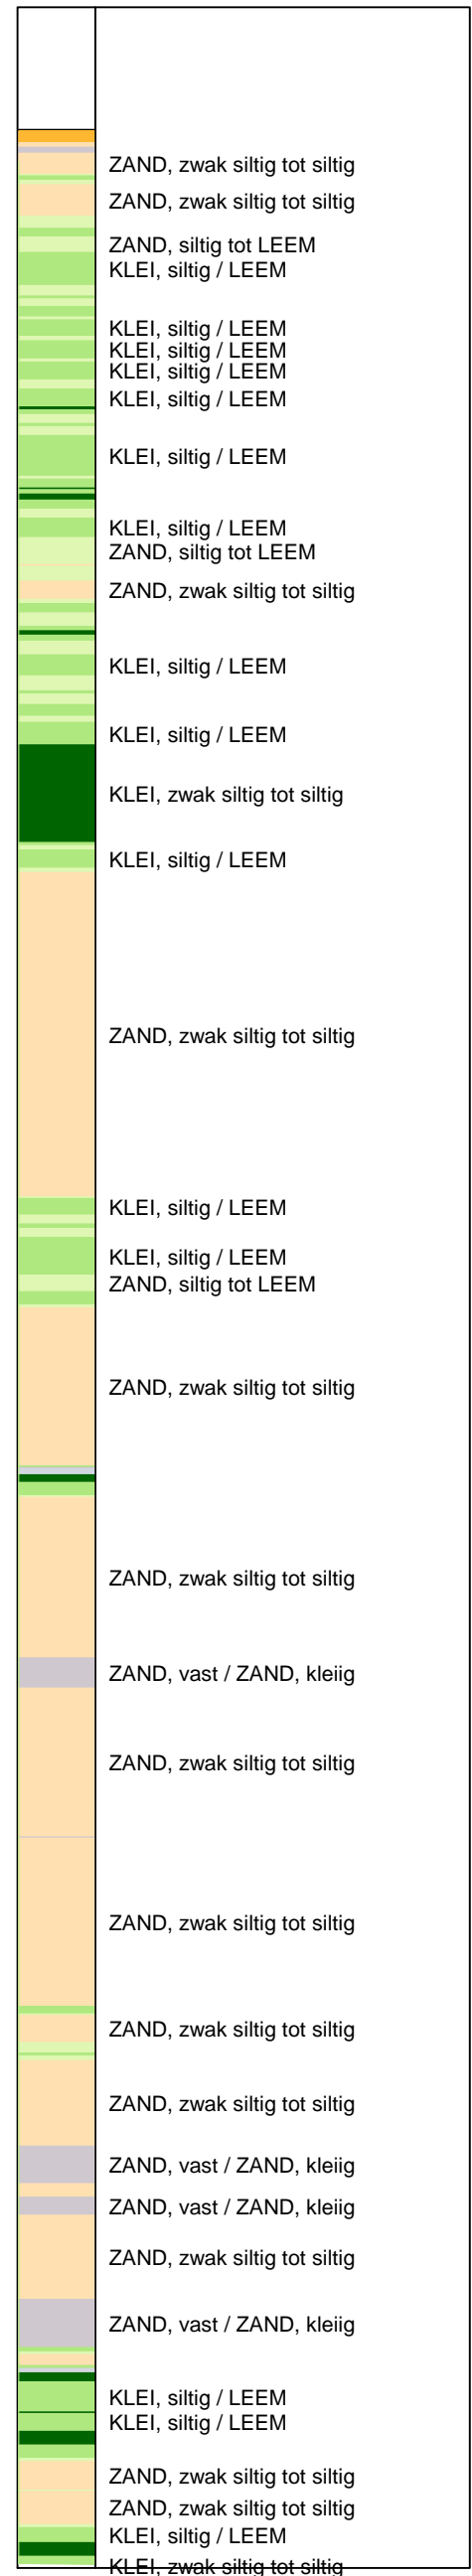 ZAND, zwak siltig tot siltig
ZAND, zwak siltig tot siltig
ZAND, siltig tot LEEM
KLEI, siltig / LEEM
KLEI, siltig / LEEM
KLEI, siltig / LEEM
KLEI, siltig / LEEM
KLEI, siltig / LEEM
KLEI, siltig / LEEM
KLEI, siltig / LEEM
ZAND, siltig tot LEEM
ZAND, zwak siltig tot siltig
KLEI, siltig / LEEM
KLEI, siltig / LEEM
KLEI, zwak siltig tot siltig
KLEI, siltig / LEEM
ZAND, zwak siltig tot siltig
KLEI, siltig / LEEM
KLEI, siltig / LEEM
ZAND, siltig tot LEEM
ZAND, zwak siltig tot siltig
ZAND, zwak siltig tot siltig
ZAND, vast / ZAND, kleiig
ZAND, zwak siltig tot siltig
ZAND, zwak siltig tot siltig
ZAND, zwak siltig tot siltig
ZAND, zwak siltig tot siltig
ZAND, vast / ZAND, kleiig
ZAND, vast / ZAND, kleiig
ZAND, zwak siltig tot siltig
ZAND, vast / ZAND, kleiig
KLEI, siltig / LEEM
KLEI, siltig / LEEM
ZAND, zwak siltig tot siltig
ZAND, zwak siltig tot siltig
KLEI, siltig / LEEM
KLEI, zwak siltig tot siltig